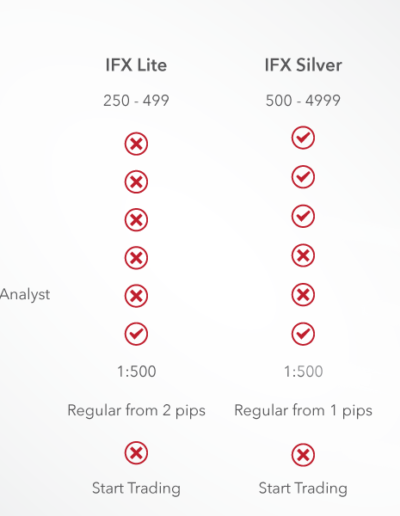 IFX Lite IFX Silver
250 - 499 500 - 4999
Analyst
1:500 1:500
Regular from 2 pips Regular from 1 pips
Start Trading Start Trading